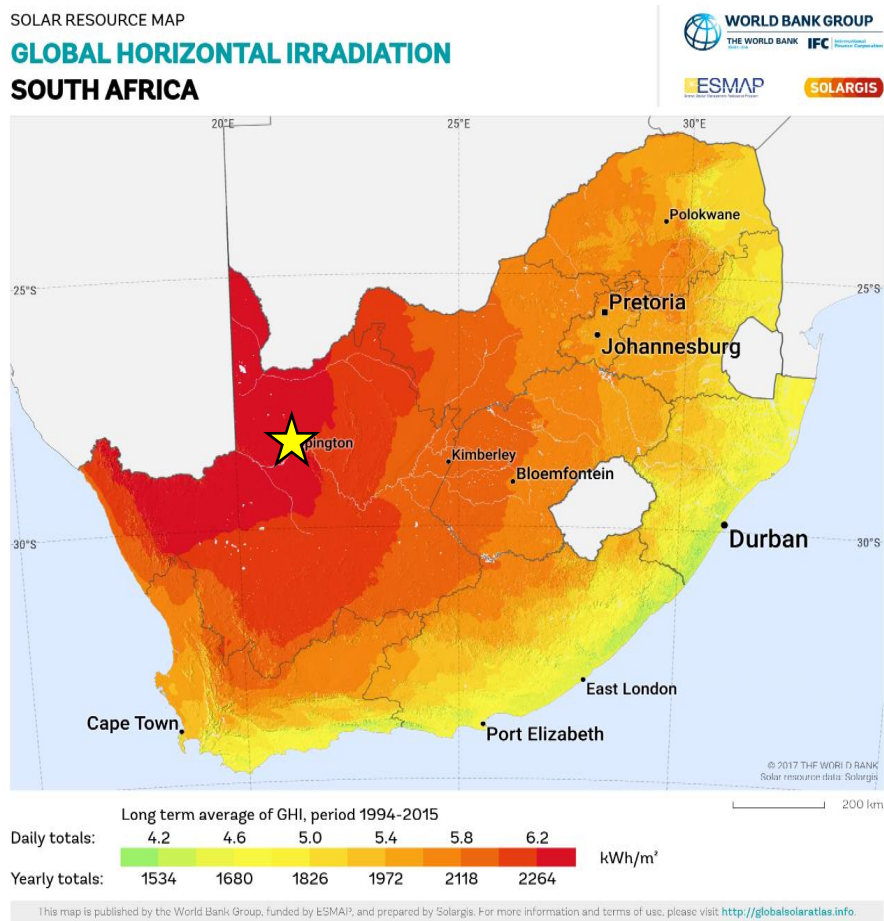 SOLAR RESOURCE MAP
GLOBAL HORIZONTAL IRRADIATION
SOUTH AFRICA
WORLD BANK GROUP
THE WORLD BANK IFC International Finance Corporation
ESMAP
SOLARGIS
20°E 25°E 30°E
Polokwane
25°S 25°S
Pretoria
Johannesburg
pington
Kimberley
Bloemfontein
Durban
30°S 30°S
East London
Cape Town
Port Elizabeth
© 2017 THE WORLD BANK
Solar resource data: Solargis
200 km
Long term average of GHI, period 1994-2015
Daily totals: 4.2 4.6 5.0 5.4 5.8 6.2
kWh/m²
Yearly totals: 1534 1680 1826 1972 2118 2264
This map is published by the World Bank Group, funded by ESMAP, and prepared by Solargis. For more information and terms of use, please visit http://globalsolaratlas.info.